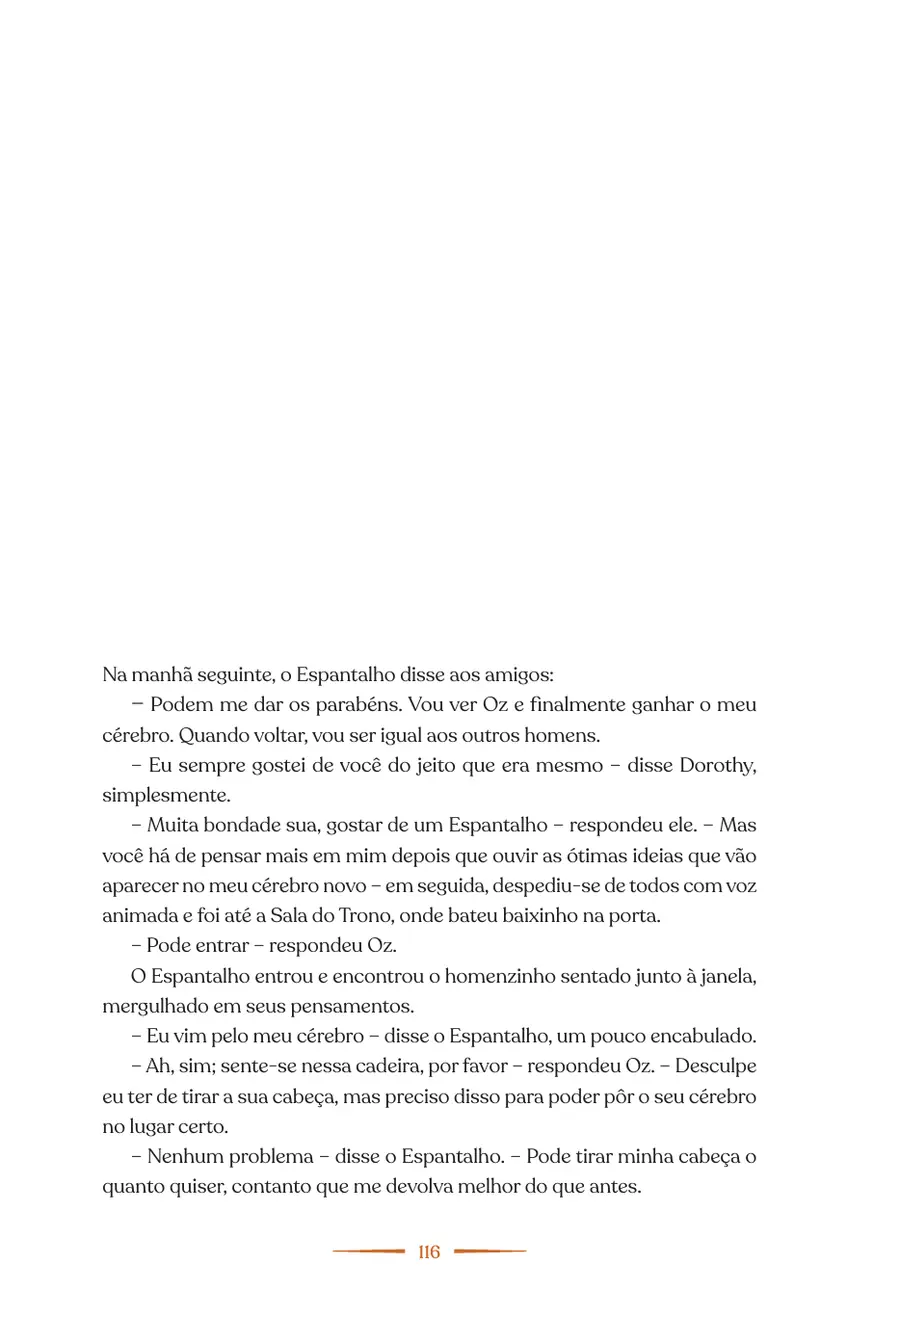 Na manhã seguinte, o Espantalho disse aos amigos:
– Podem me dar os parabéns. Vou ver Oz e finalmente ganhar o meu
cérebro. Quando voltar, vou ser igual aos outros homens.
– Eu sempre gostei de você do jeito que era mesmo – disse Dorothy,
simplesmente.
– Muita bondade sua, gostar de um Espantalho – respondeu ele. – Mas
você há de pensar mais em mim depois que ouvir as ótimas ideias que vão
aparecer no meu cérebro novo – em seguida, despediu-se de todos com voz
animada e foi até a Sala do Trono, onde bateu baixinho na porta.
– Pode entrar – respondeu Oz.
O Espantalho entrou e encontrou o homenzinho sentado junto à janela,
mergulhado em seus pensamentos.
– Eu vim pelo meu cérebro – disse o Espantalho, um pouco encabulado.
– Ah, sim; sente-se nessa cadeira, por favor – respondeu Oz. – Desculpe
eu ter de tirar a sua cabeça, mas preciso disso para poder pôr o seu cérebro
no lugar certo.
– Nenhum problema – disse o Espantalho. – Pode tirar minha cabeça o
quanto quiser, contanto que me devolva melhor do que antes.
116